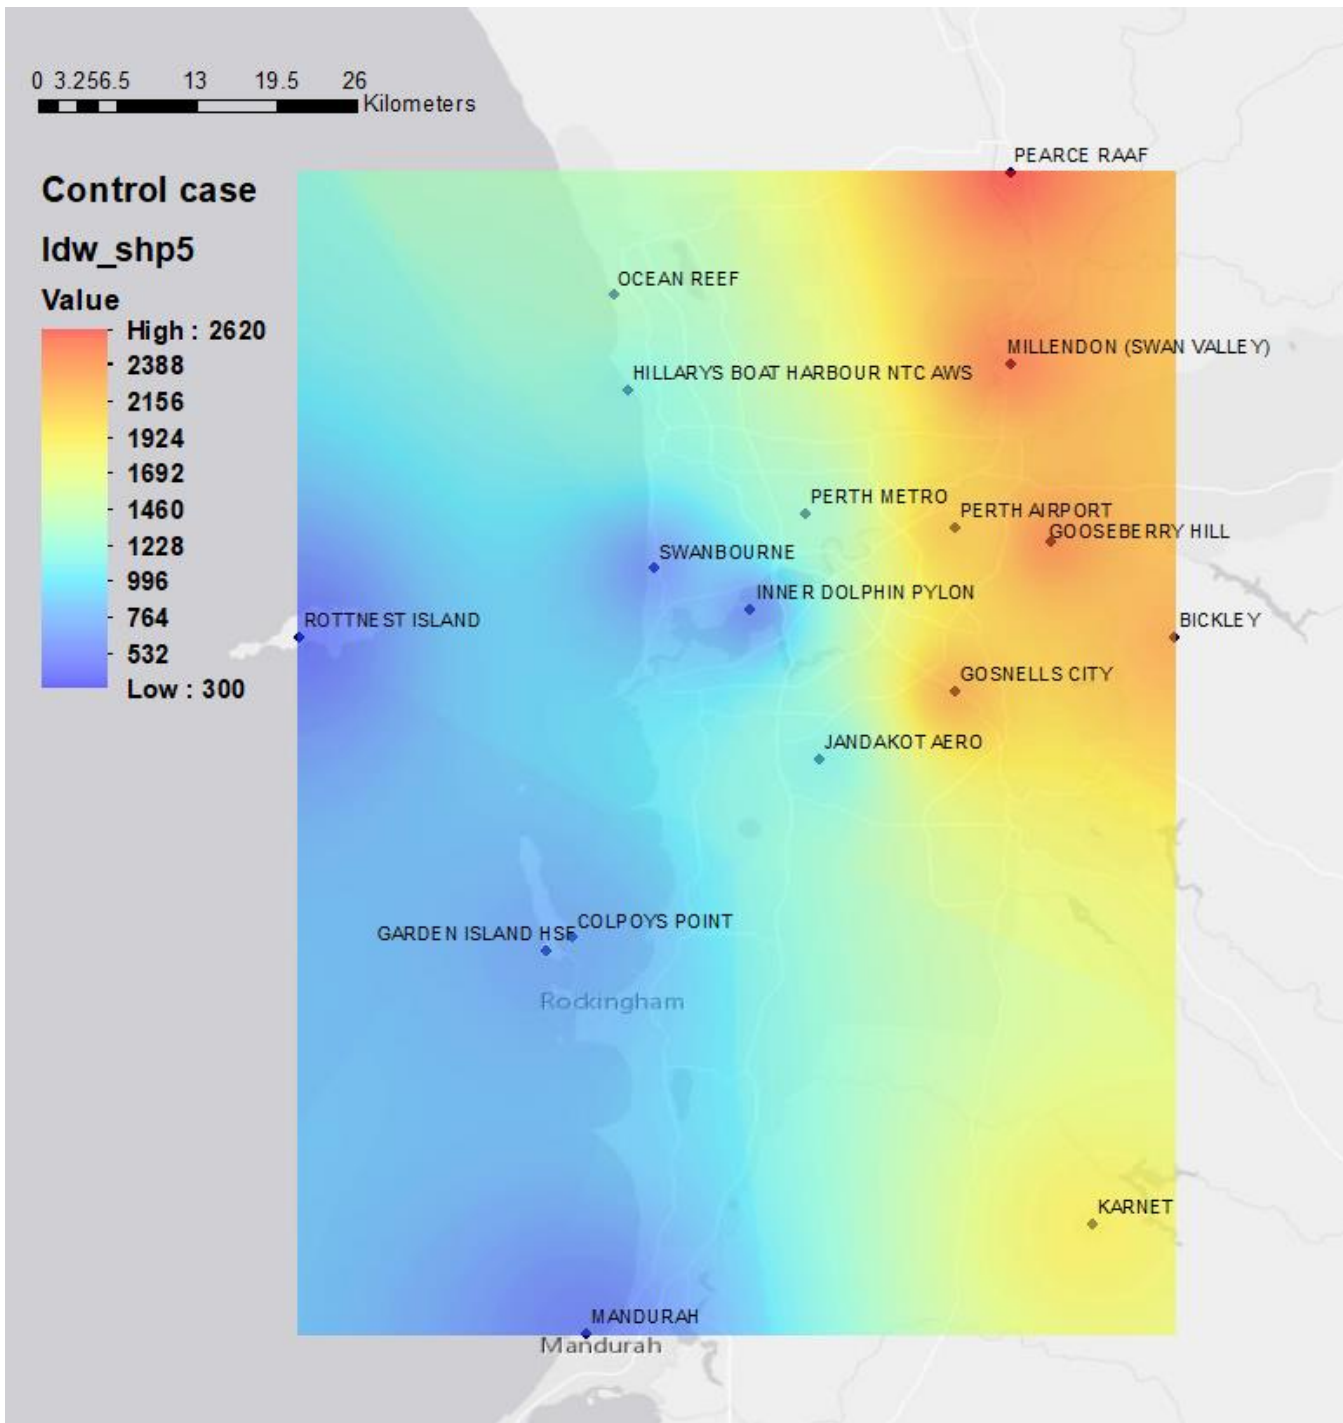 0 3.256.5 13 19.5 26
Kilometers
PEARCE RAAF
Control case
Idw_shp5
Value
High : 2620
2388
2156
1924
1692
1460
1228
996
764
532
Low : 300
OCEAN REEF
MILLENDON (SWAN VALLEY)
HILLARYS BOAT HARBOUR NTC AWS
PERTH METRO
PERTH AIRPORT
GOOSEBERRY HILL
SWANBOURNE
INNER DOLPHIN PYLON
ROTTNEST ISLAND
BICKLEY
GOSNELLS CITY
JANDAKOT AERO
COLPOYS POINT
GARDEN ISLAND HSF
Rockingham
KARNET
MANDURAH
Mandurah